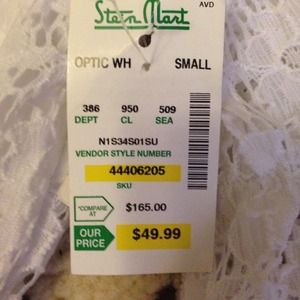 AVD
Stein Mart
OPTIC WH SMALL
386 950 509
DEPT CL SEA
N1S34S01SU
VENDOR STYLE NUMBER
44406205
SKU
*COMPARE AT $165.00
OUR PRICE $49.99